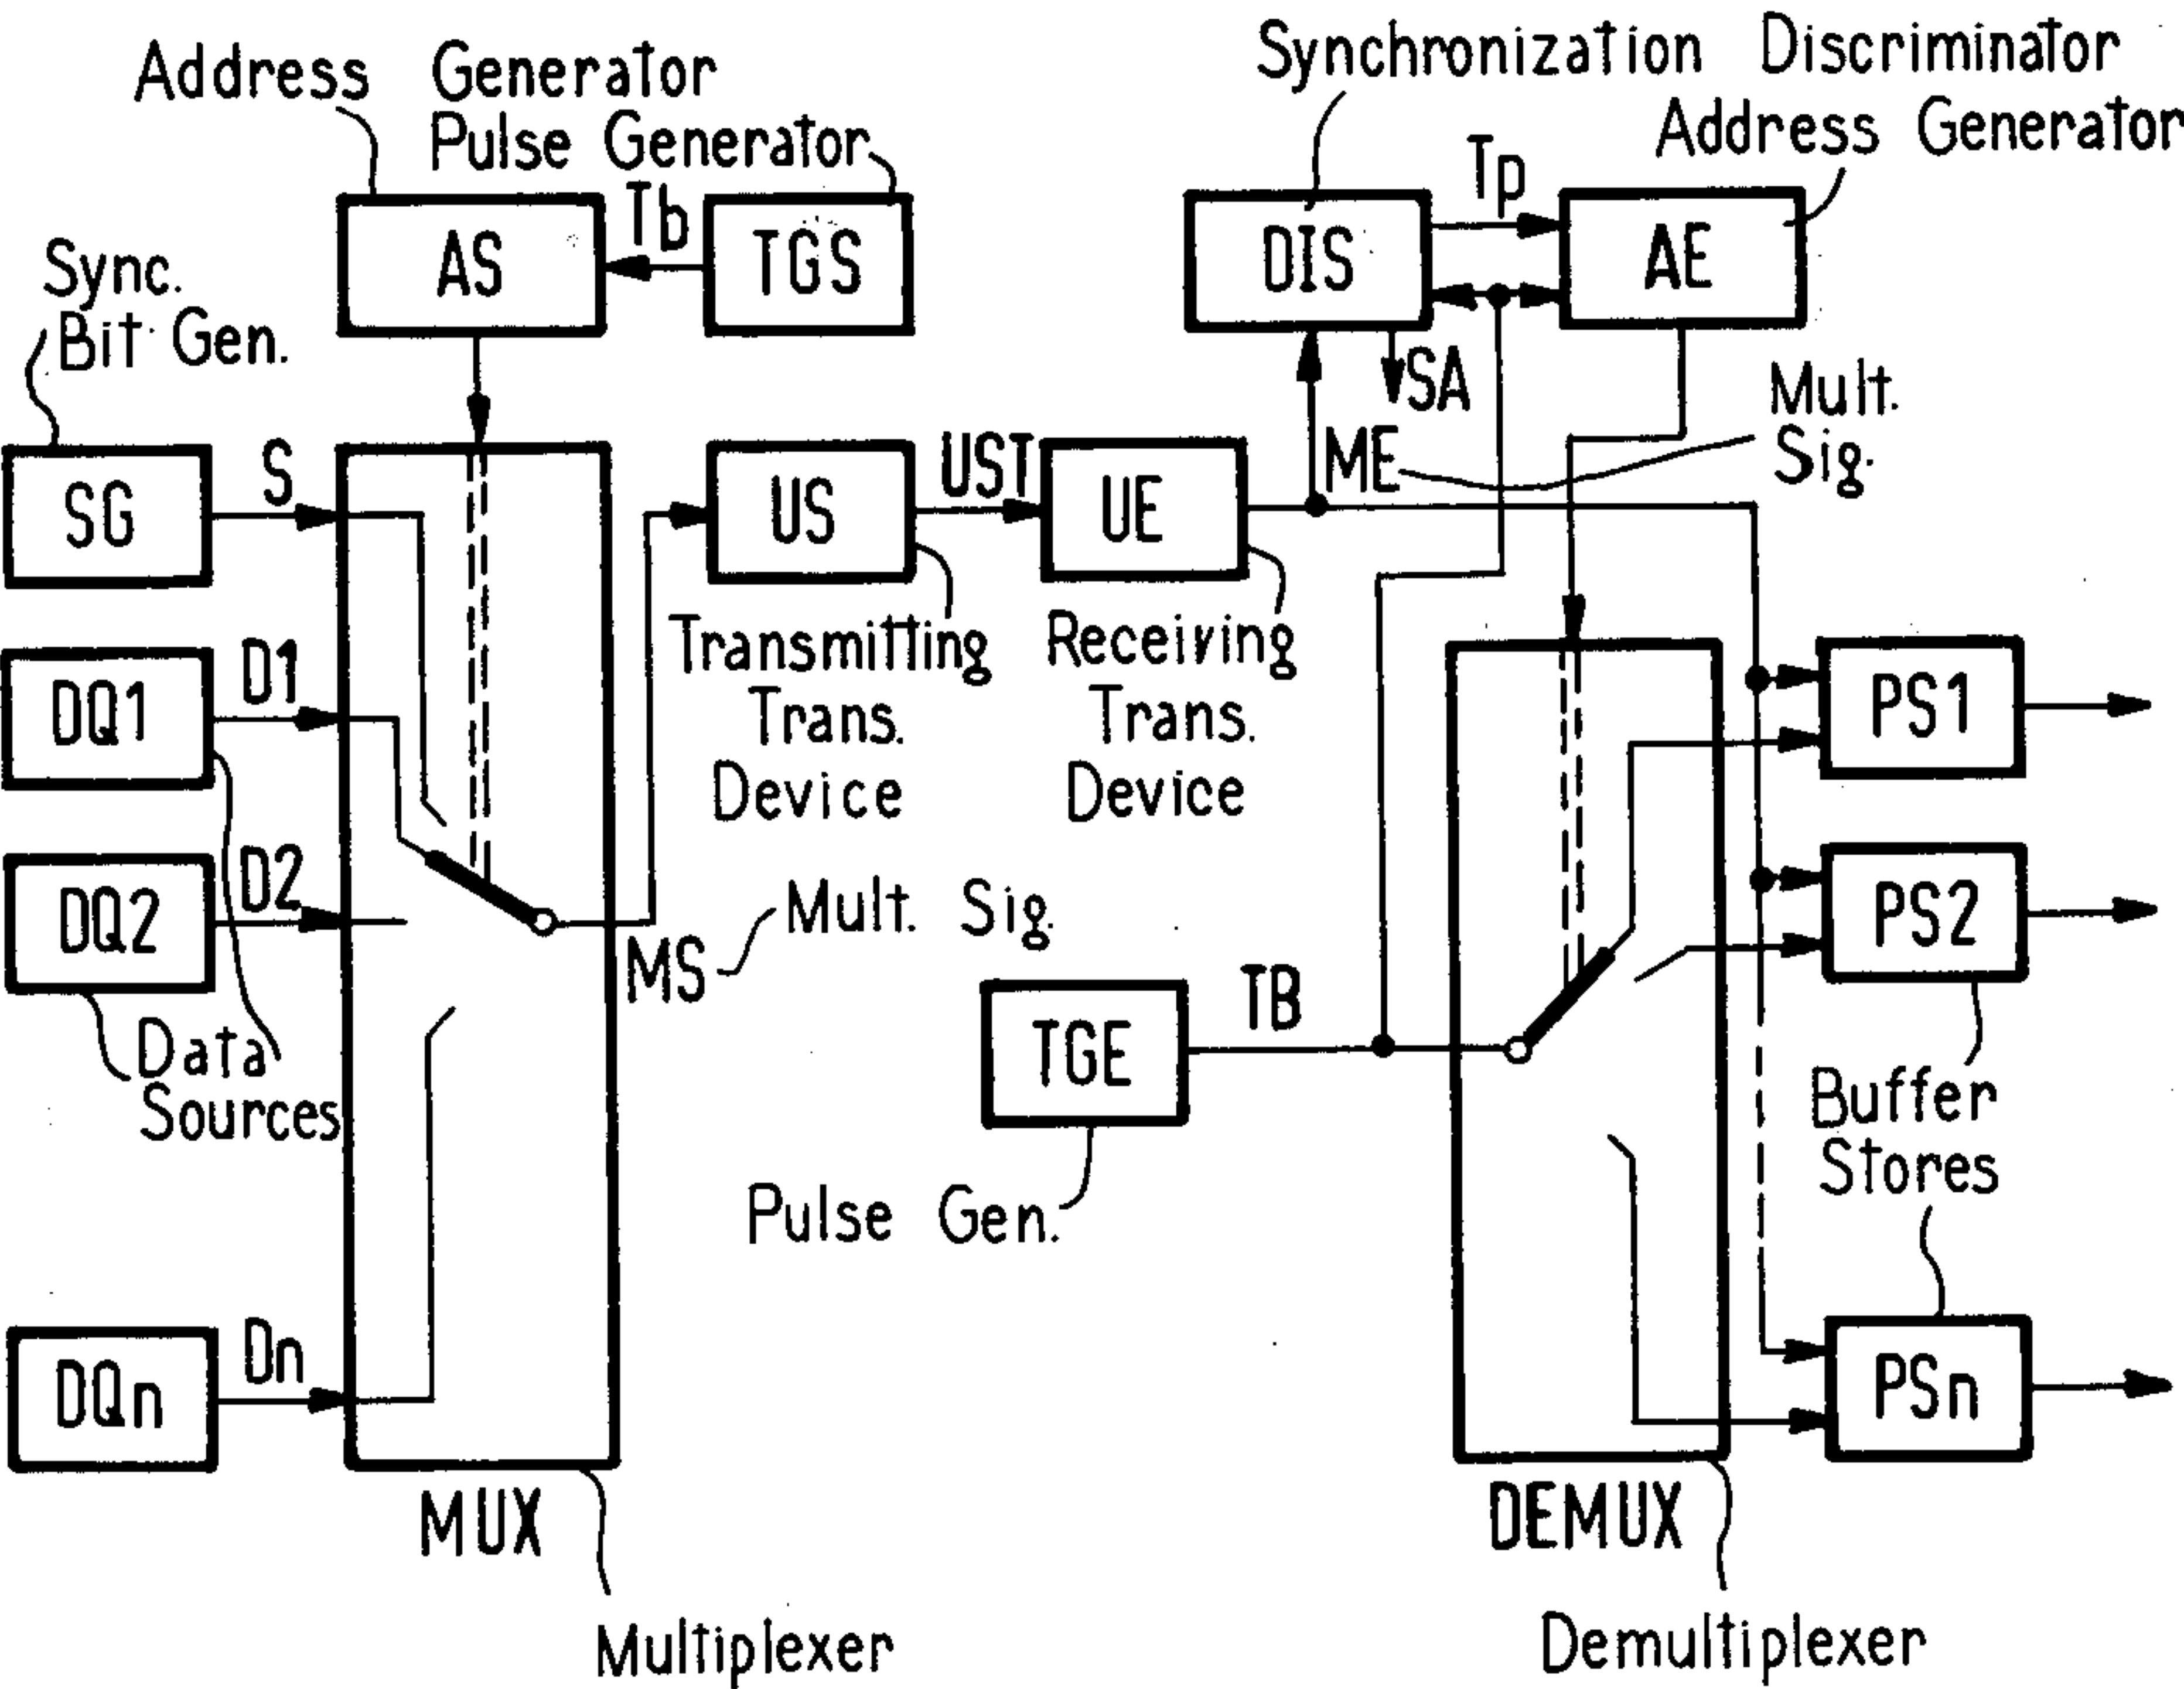 Address Generator
Pulse Generator
Synchronization Discriminator
Address Generator
AS
Tb
TGS
DIS
Tp
AE
Sync.
Bit Gen.
SA
Mult.
Sig.
SG
S
US
UST
UE
ME
Transmitting
Trans.
Device
Receiving
Trans.
Device
DQ1
D1
PS1
DQ2
D2
MS
Mult. Sig.
PS2
Data
Sources
TGE
TB
Buffer
Stores
Pulse Gen.
DQn
Dn
PSn
MUX
DEMUX
Multiplexer
Demultiplexer